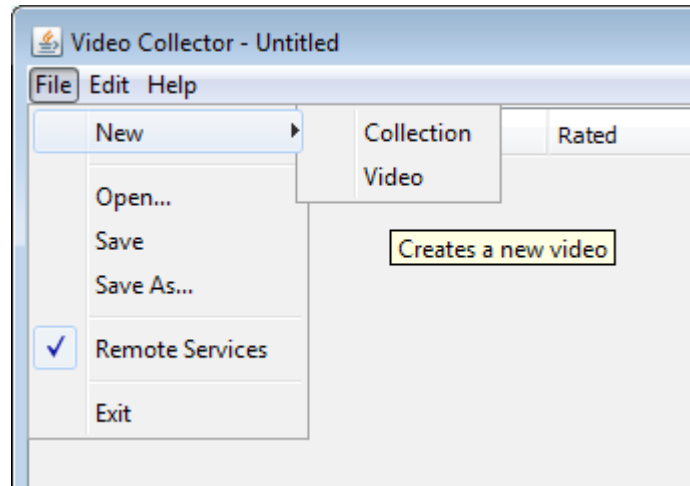 Video Collector - Untitled
File Edit Help
New Collection Rated
Video
Open...
Creates a new video
Save
Save As...
Remote Services
Exit